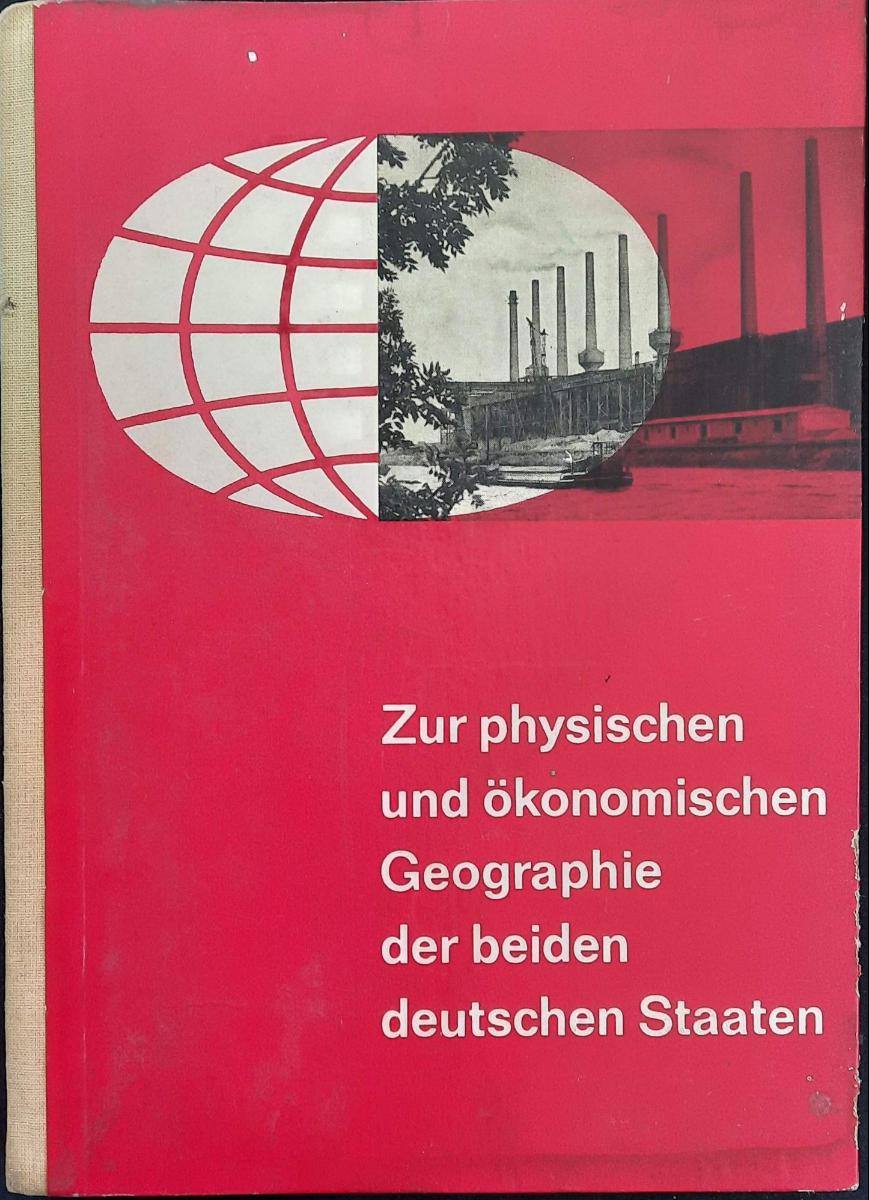 Zur physischen
und ökonomischen
Geographie
der beiden
deutschen Staaten